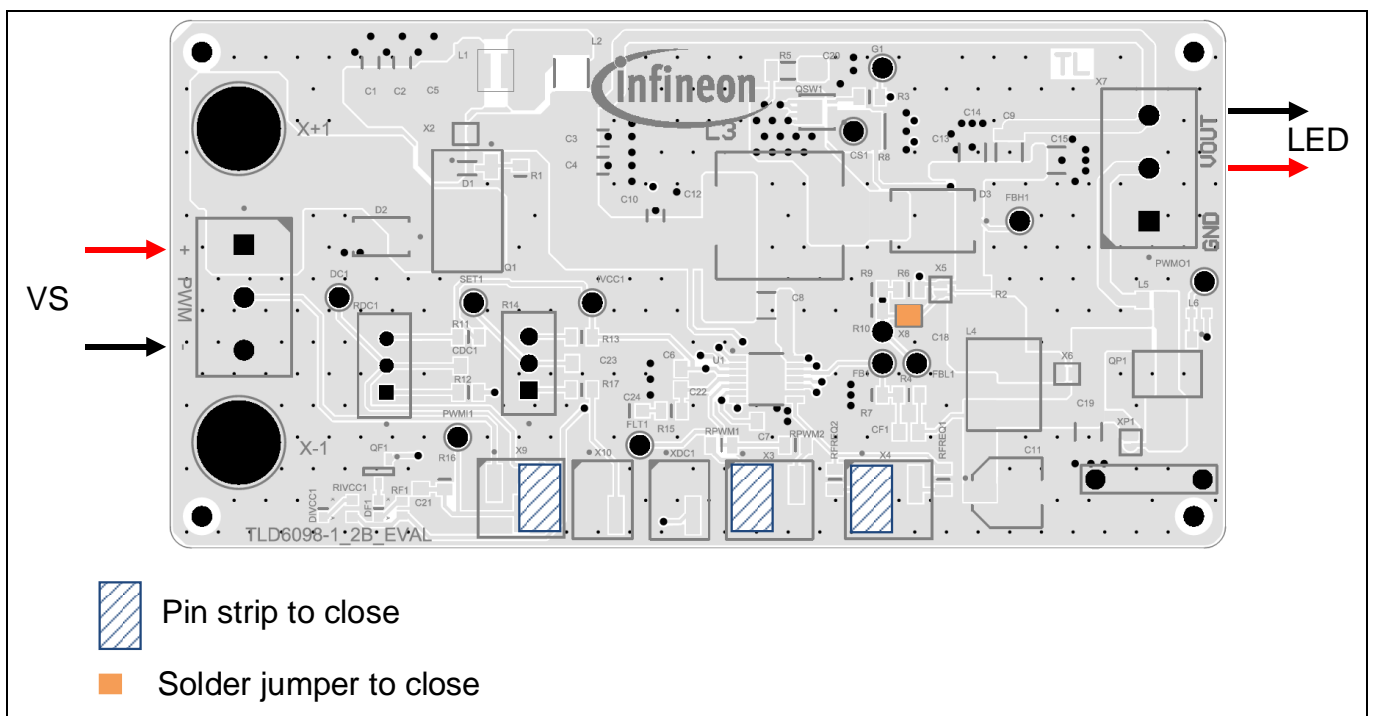 L1
L2
C1
C2
C5
X+1
X2
D1
R1
C3
C4
infineon
L3
R5
C20
G1
QSW1
R3
CS1
R8
C13
C14
C9
C15
TL
X7
VOUT
GND
LED
C10
C12
D3
FBH1
PWMO1
VS
+
PWM
-
D2
Q1
DC1
SET1
IVCC1
RDC1
R11
R14
R13
CDC1
C23
R12
R17
C8
R9
R6
X5
R2
R10
X8
C18
L4
L5
L6
X6
QP1
C6
U1
C22
FB
FBL1
R4
R7
CF1
C19
XP1
C24
R15
PWMI1
FLT1
RPWM1
C7
RPWM2
RFREQ2
RFREQ1
X-1
QF1
R16
X9
X10
XDC1
X3
X4
C11
DIVCC1
RIVCC1
DF1
RF1
C21
TLD6098-1_2B_EVAL
Pin strip to close
Solder jumper to close